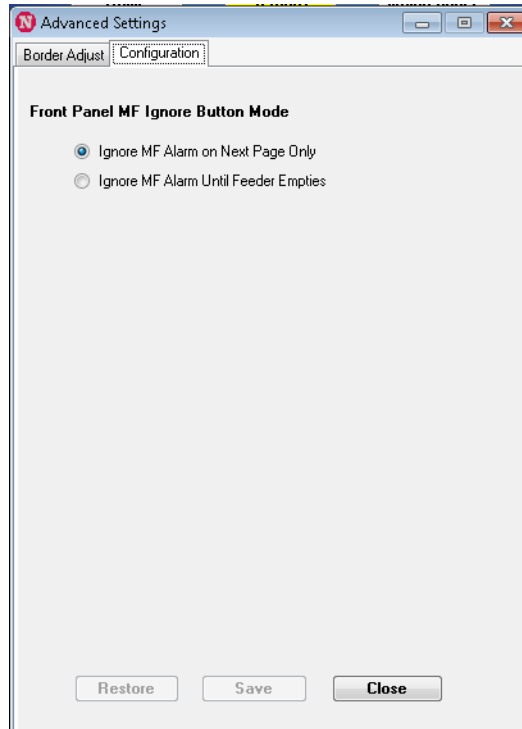 N Advanced Settings
Border Adjust Configuration
Front Panel MF Ignore Button Mode
Ignore MF Alarm on Next Page Only
Ignore MF Alarm Until Feeder Empties
Restore Save Close